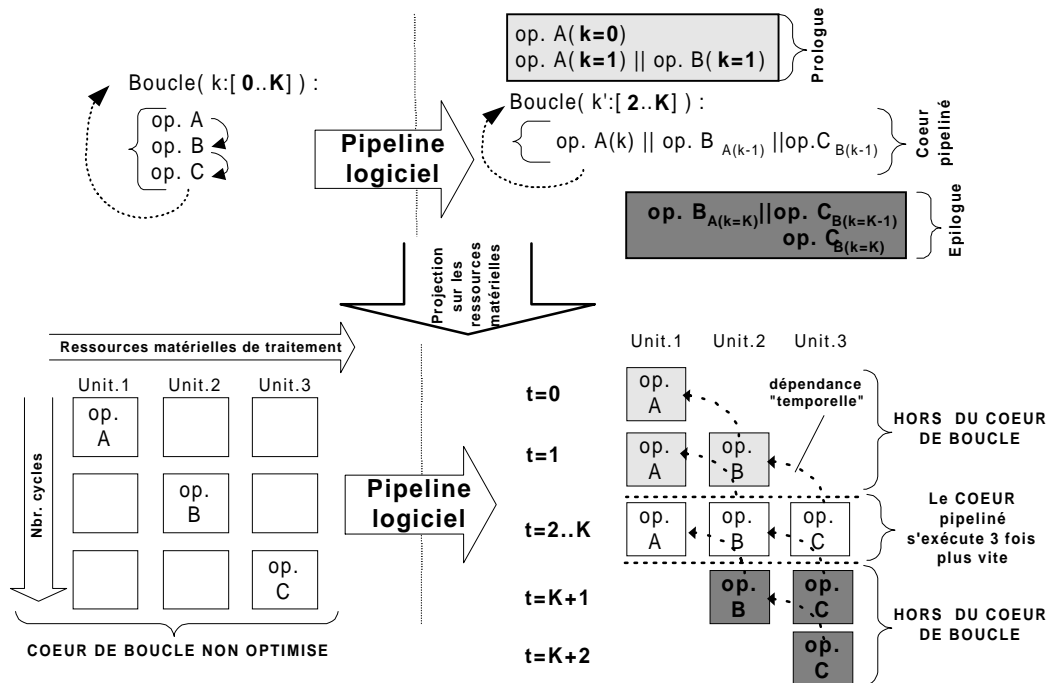 Boucle( k:[ 0..K] ) :
op. A
op. B
op. C
Pipeline
logiciel
op. A( k=0)
op. A( k=1) || op. B( k=1)
Prologue
Boucle( k':[ 2..K] ) :
op. A(k) || op. B A(k-1) ||op.C B(k-1)
Coeur
pipeliné
op. B A(k=K)||op. C B(k=K-1)
op. C B(k=K)
Epilogue
Projection
sur les
ressources
matérielles
Ressources matérielles de traitement
Unit.1 Unit.2 Unit.3
Nbr. cycles
op.
A
op.
B
op.
C
COEUR DE BOUCLE NON OPTIMISE
Pipeline
logiciel
Unit.1 Unit.2 Unit.3
t=0
op.
A
dépendance
"temporelle"
t=1
op. op.
A B
HORS DU COEUR
DE BOUCLE
t=2..K
op. op. op.
A B C
Le COEUR
pipeliné
s'exécute 3 fois
plus vite
t=K+1
op. op.
B C
t=K+2
op.
C
HORS DU COEUR
DE BOUCLE